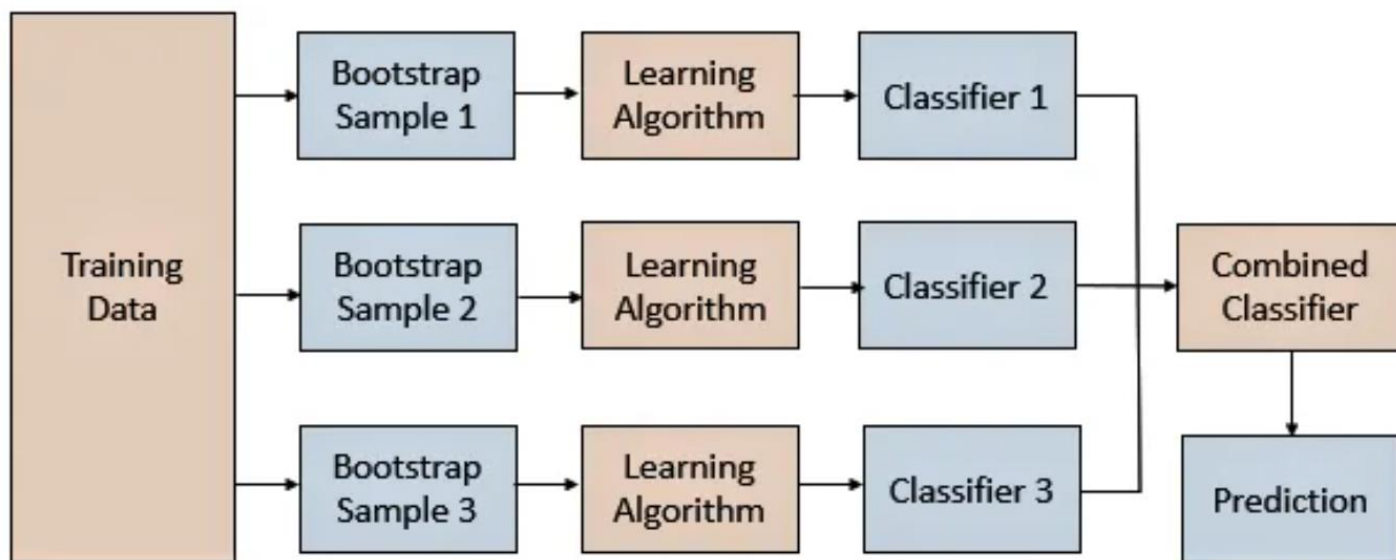 Training
Data
Bootstrap
Sample 1
Learning
Algorithm
Classifier 1
Bootstrap
Sample 2
Learning
Algorithm
Classifier 2
Combined
Classifier
Bootstrap
Sample 3
Learning
Algorithm
Classifier 3
Prediction